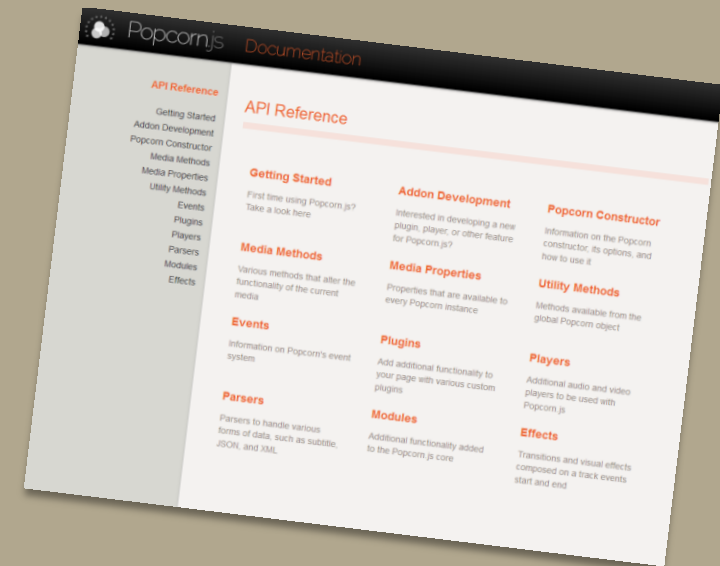 Popcorn.js Documentation
API Reference
Getting Started
Addon Development
Popcorn Constructor
Media Methods
Media Properties
Utility Methods
Events
Plugins
Players
Parsers
Modules
Effects
API Reference
Getting Started
First time using Popcorn.js?
Take a look here
Addon Development
Interested in developing a new
plugin, player, or other feature
for Popcorn.js?
Popcorn Constructor
Information on the Popcorn
constructor, its options, and
how to use it
Media Methods
Various methods that alter the
functionality of the current
media
Media Properties
Properties that are available to
every Popcorn instance
Utility Methods
Methods available from the
global Popcorn object
Events
Information on Popcorn's event
system
Plugins
Add additional functionality to
your page with various custom
plugins
Players
Additional audio and video
players to be used with
Popcorn.js
Parsers
Parsers to handle various
forms of data, such as subtitle,
JSON, and XML
Modules
Additional functionality added
to the Popcorn.js core
Effects
Transitions and visual effects
composed on a track events
start and end